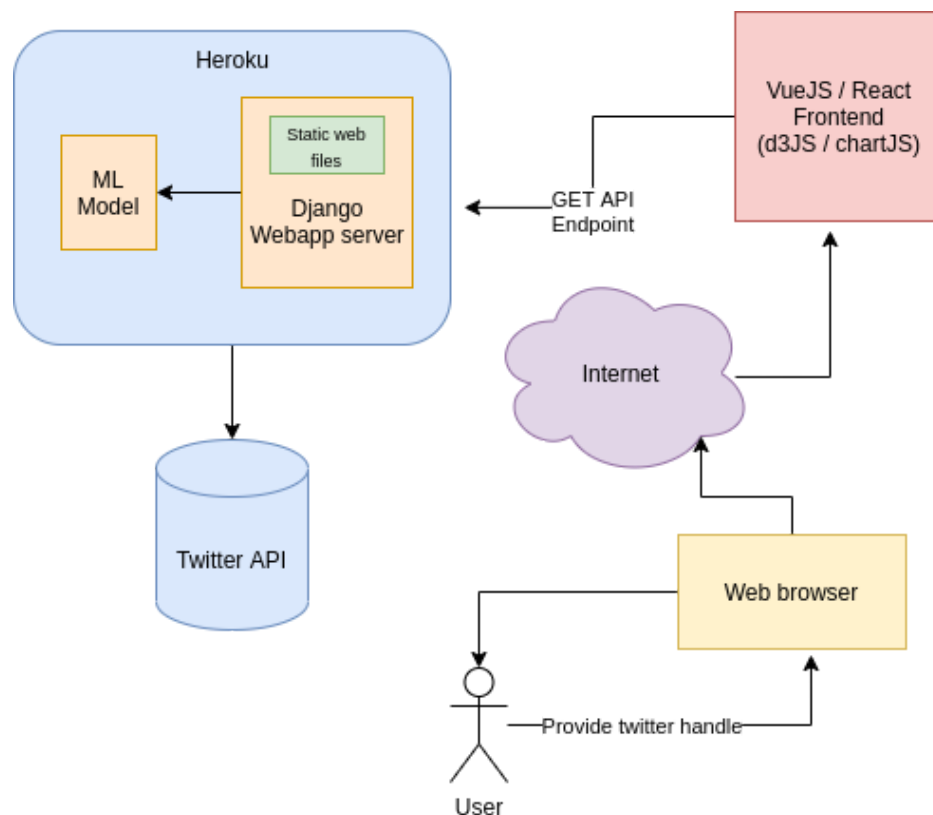 Heroku
Static web
files
Django
Webapp server
ML
Model
VueJS / React
Frontend
(d3JS / chartJS)
GET API
Endpoint
Internet
Twitter API
Web browser
Provide twitter handle
User